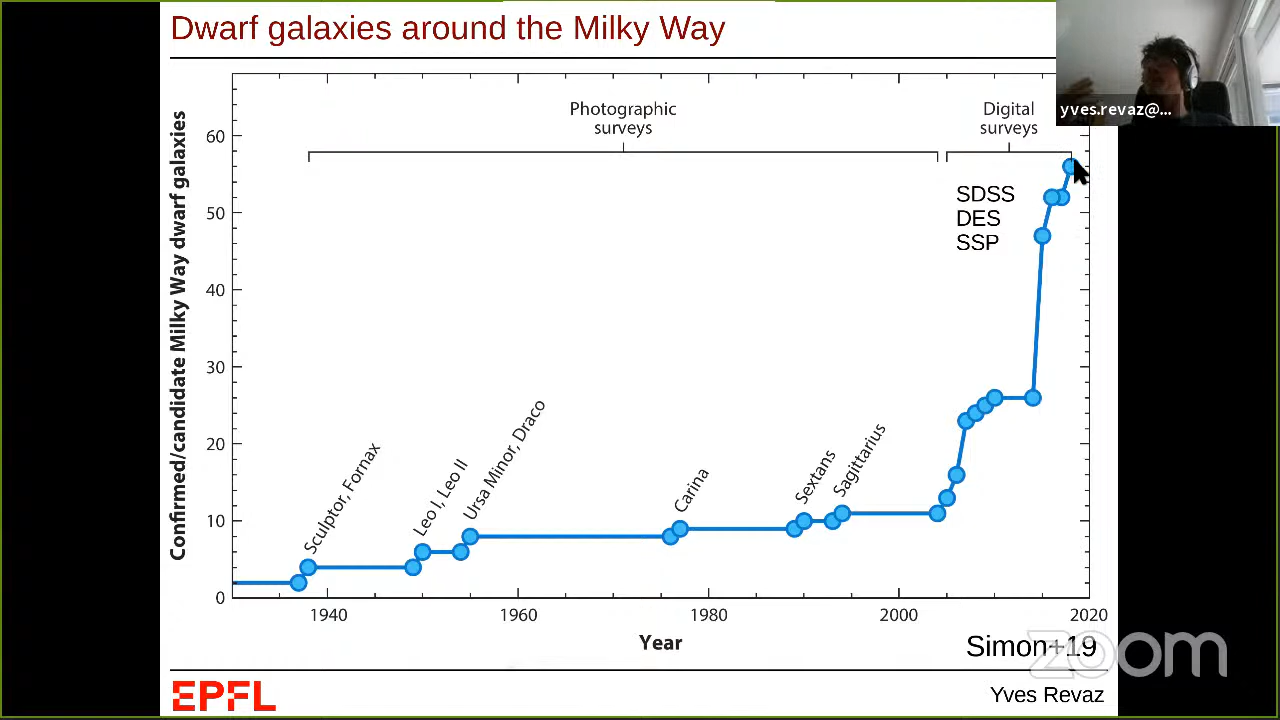 Dwarf galaxies around the Milky Way
yves.revaz@...
Confirmed/candidate Milky Way dwarf galaxies
60
50
40
30
20
10
0
Photographic
surveys
Digital
surveys
SDSS
DES
SSP
Sculptor, Fornax
Leo I, Leo II
Ursa Minor, Draco
Carina
Sextans
Sagittarius
1940
1960
1980
2000
2020
Year
Simon+19
zoom
EPFL
Yves Revaz